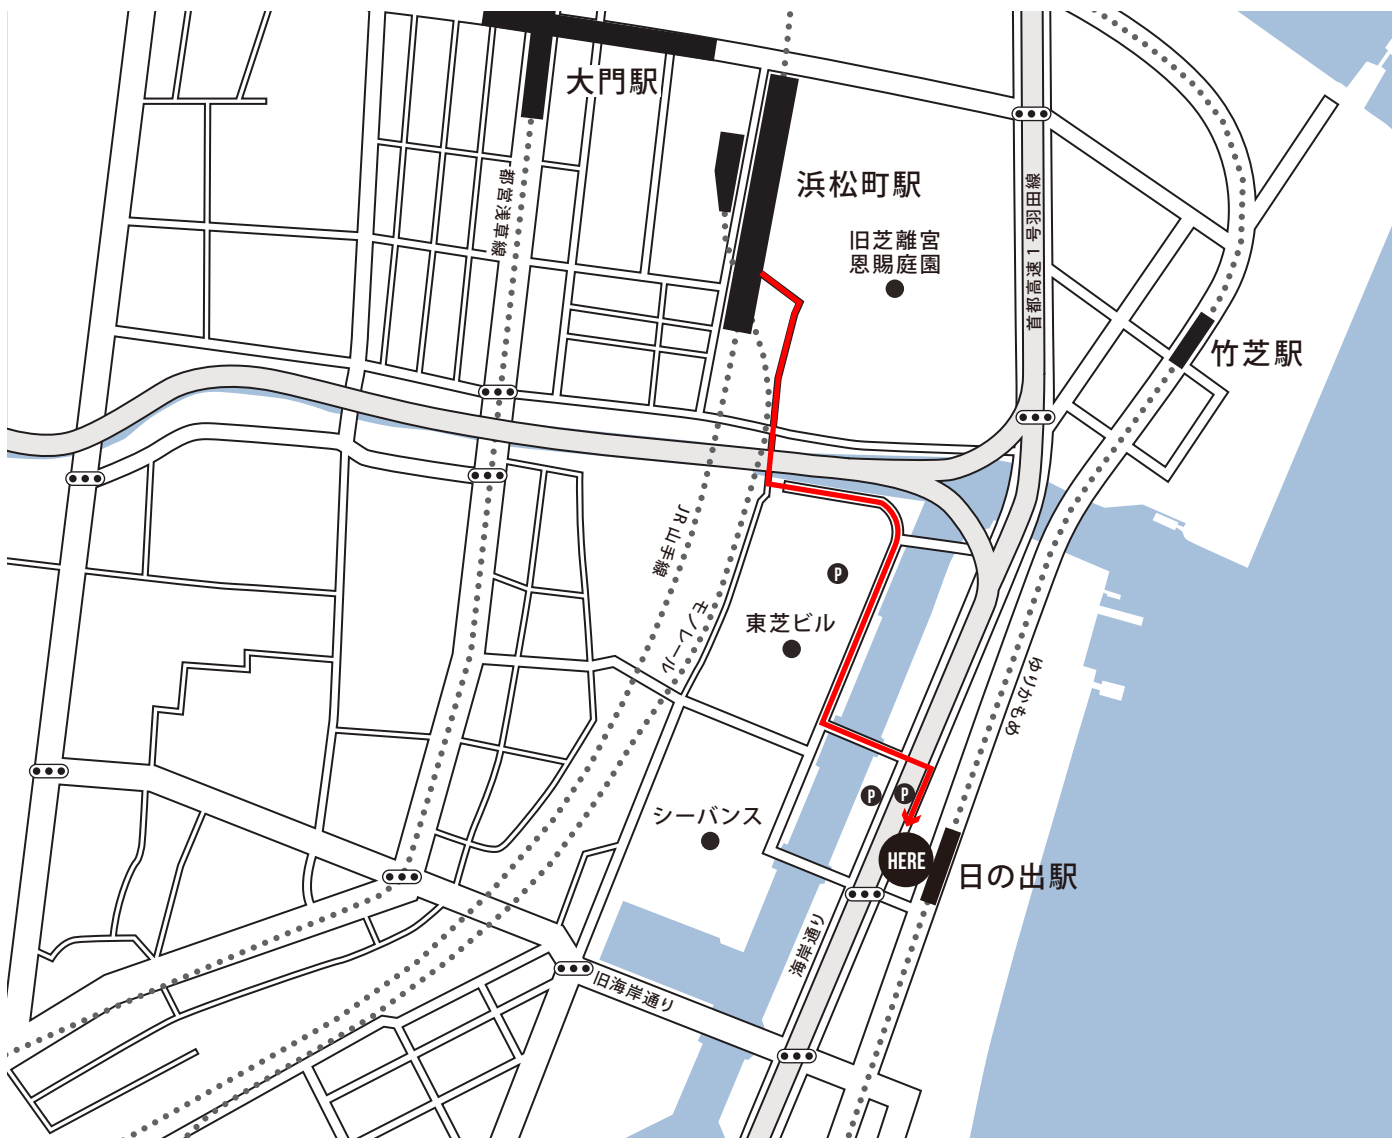 大門駅
浜松町駅
都営浅草線
首都高速1号羽田線
旧芝離宮
恩賜庭園
竹芝駅
JR山手線
モノレール
P
東芝ビル
ゆりかもめ
P
P
シーバンス
HERE
日の出駅
海岸通り
旧海岸通り